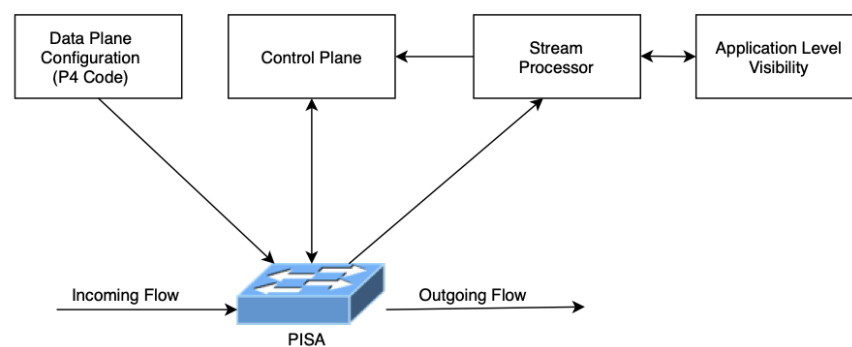 Data Plane
Configuration
(P4 Code)
Control Plane
Stream
Processor
Application Level
Visibility
Incoming Flow
Outgoing Flow
PISA